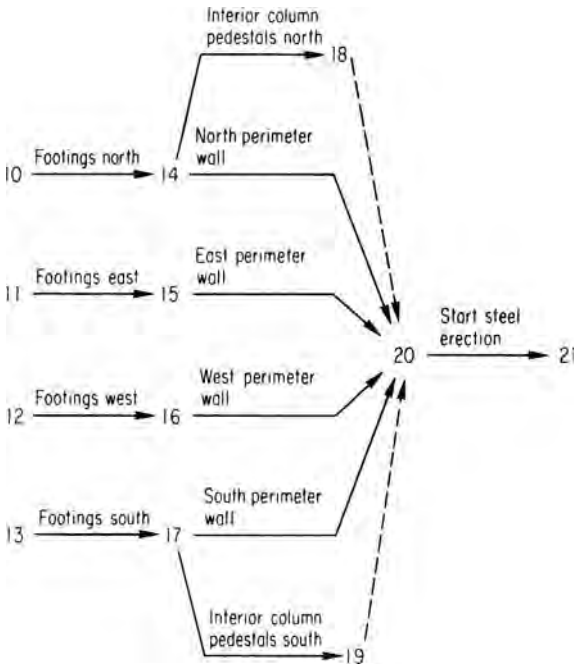 Interior column
pedestals north
18
North perimeter
wall
Footings north
10
14
East perimeter
wall
Footings east
11
15
Start steel
erection
20
21
West perimeter
wall
Footings west
12
16
South perimeter
wall
Footings south
13
17
Interior column
pedestals south
19